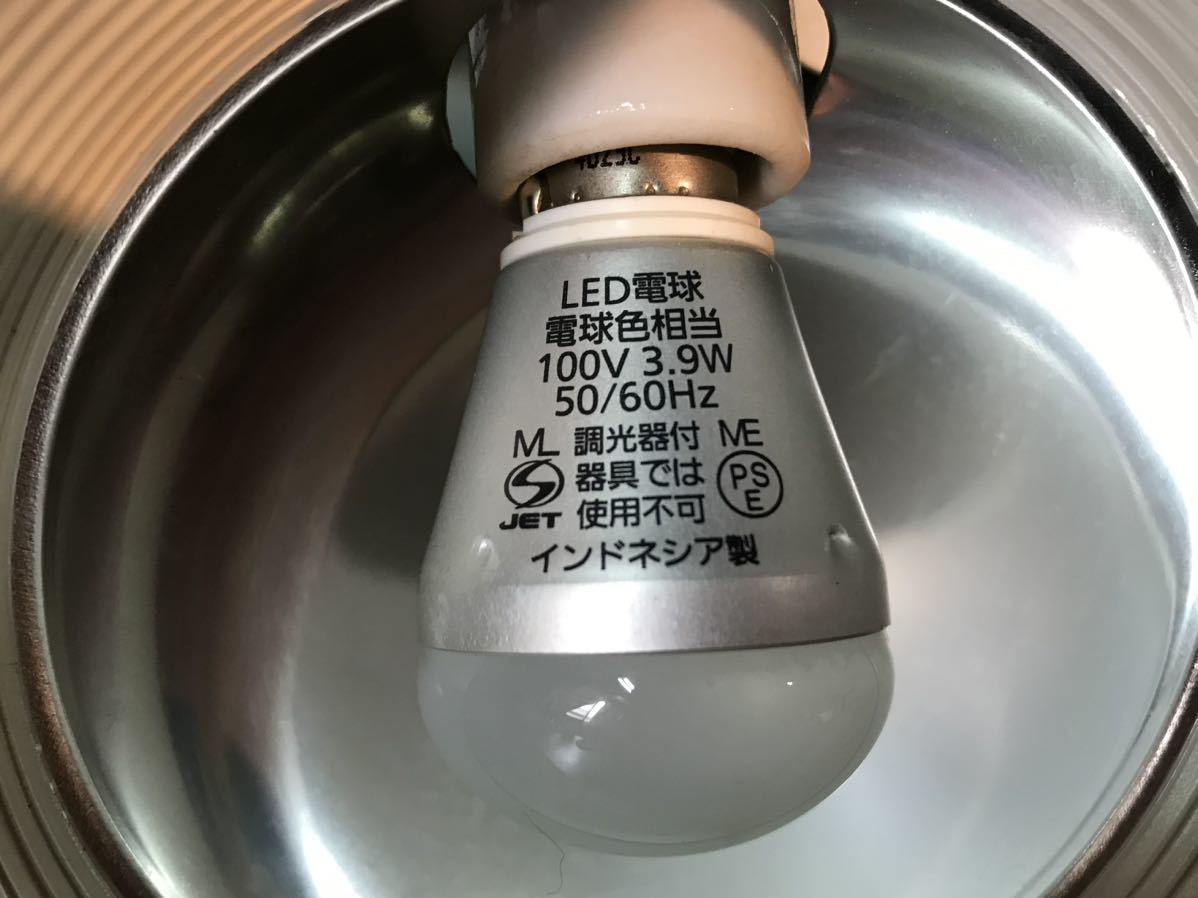 LED電球
電球色相当
100V 3.9W
50/60Hz
ML 調光器付 ME
JET 器具では PSE
使用不可
インドネシア製